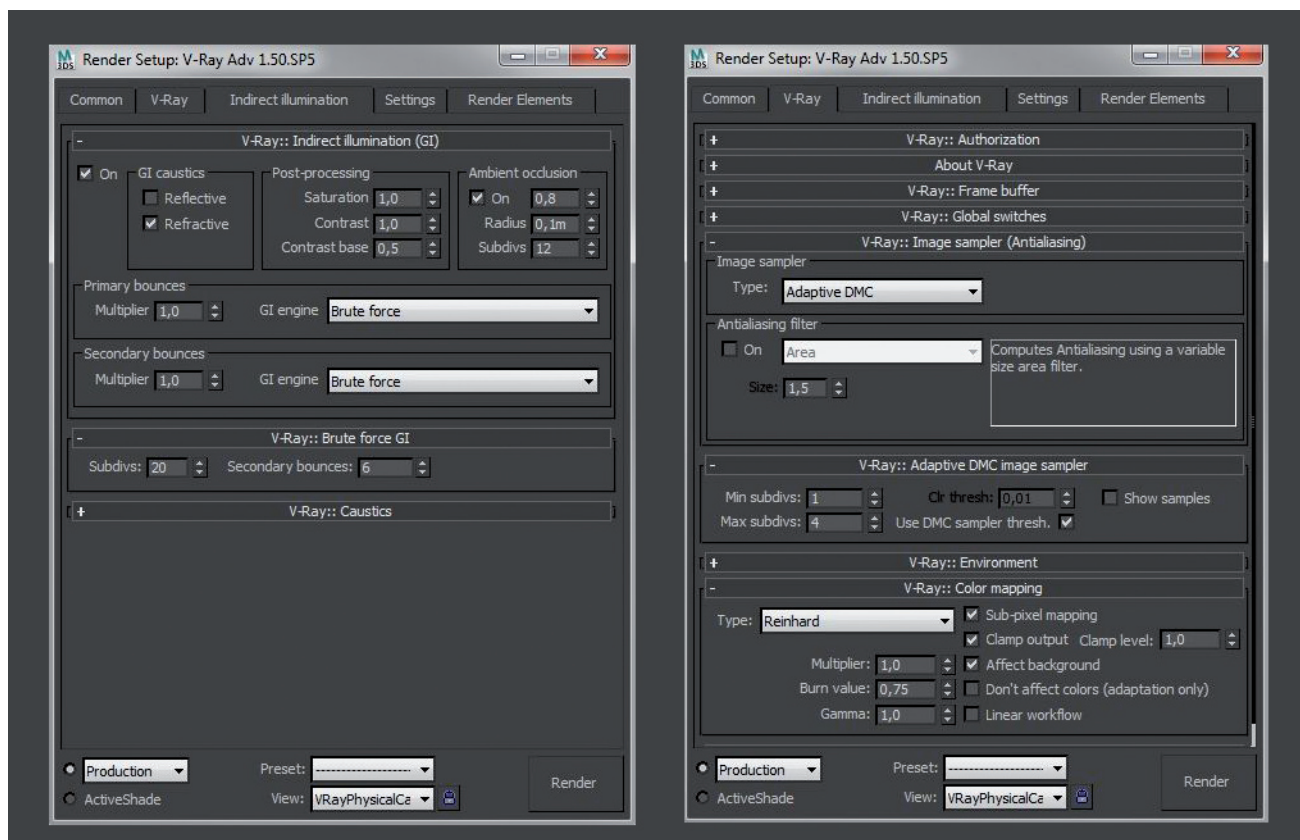 Render Setup: V-Ray Adv 1.50.SP5
Common V-Ray Indirect illumination Settings Render Elements
- V-Ray:: Indirect illumination (GI)
On GI caustics Post-processing Ambient occlusion
Reflective Saturation 1,0 On 0,8
Refractive Contrast 1,0 Radius 0,1m
Contrast base 0,5 Subdivs 12
Primary bounces
Multiplier 1,0 GI engine Brute force
Secondary bounces
Multiplier 1,0 GI engine Brute force
- V-Ray:: Brute force GI
Subdivs: 20 Secondary bounces: 6
+ V-Ray:: Caustics
Production Preset: -------------------
ActiveShade View: VRayPhysicalCa
Render
Render Setup: V-Ray Adv 1.50.SP5
Common V-Ray Indirect illumination Settings Render Elements
+ V-Ray:: Authorization
+ About V-Ray
+ V-Ray:: Frame buffer
+ V-Ray:: Global switches
- V-Ray:: Image sampler (Antialiasing)
Image sampler
Type: Adaptive DMC
Antialiasing filter
On Area Computes Antialiasing using a variable
size area filter.
Size: 1,5
- V-Ray:: Adaptive DMC image sampler
Min subdivs: 1 Clr thresh: 0,01 Show samples
Max subdivs: 4 Use DMC sampler thresh.
+ V-Ray:: Environment
- V-Ray:: Color mapping
Type: Reinhard Sub-pixel mapping
Clamp output Clamp level: 1,0
Multiplier: 1,0 Affect background
Burn value: 0,75 Don't affect colors (adaptation only)
Gamma: 1,0 Linear workflow
Production Preset: -------------------
ActiveShade View: VRayPhysicalCa
Render